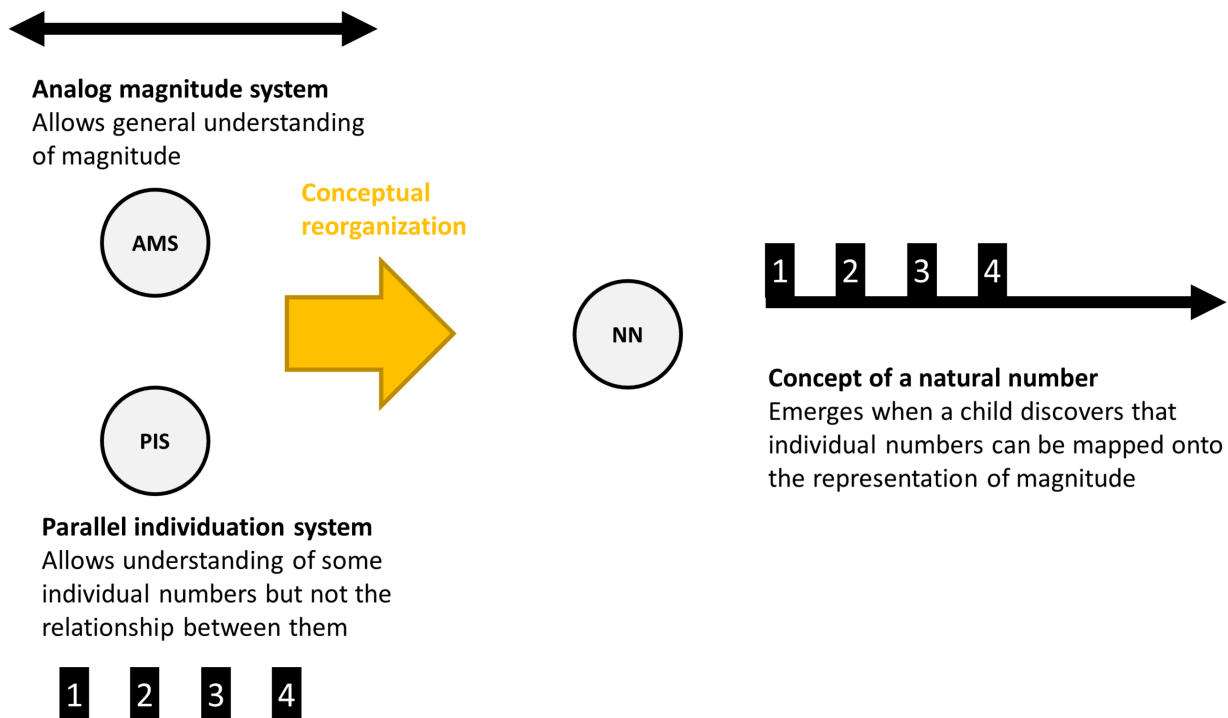 Analog magnitude system
Allows general understanding
of magnitude
AMS
Conceptual
reorganization
PIS
Parallel individuation system
Allows understanding of some
individual numbers but not the
relationship between them
1 2 3 4
NN
1 2 3 4
Concept of a natural number
Emerges when a child discovers that
individual numbers can be mapped onto
the representation of magnitude